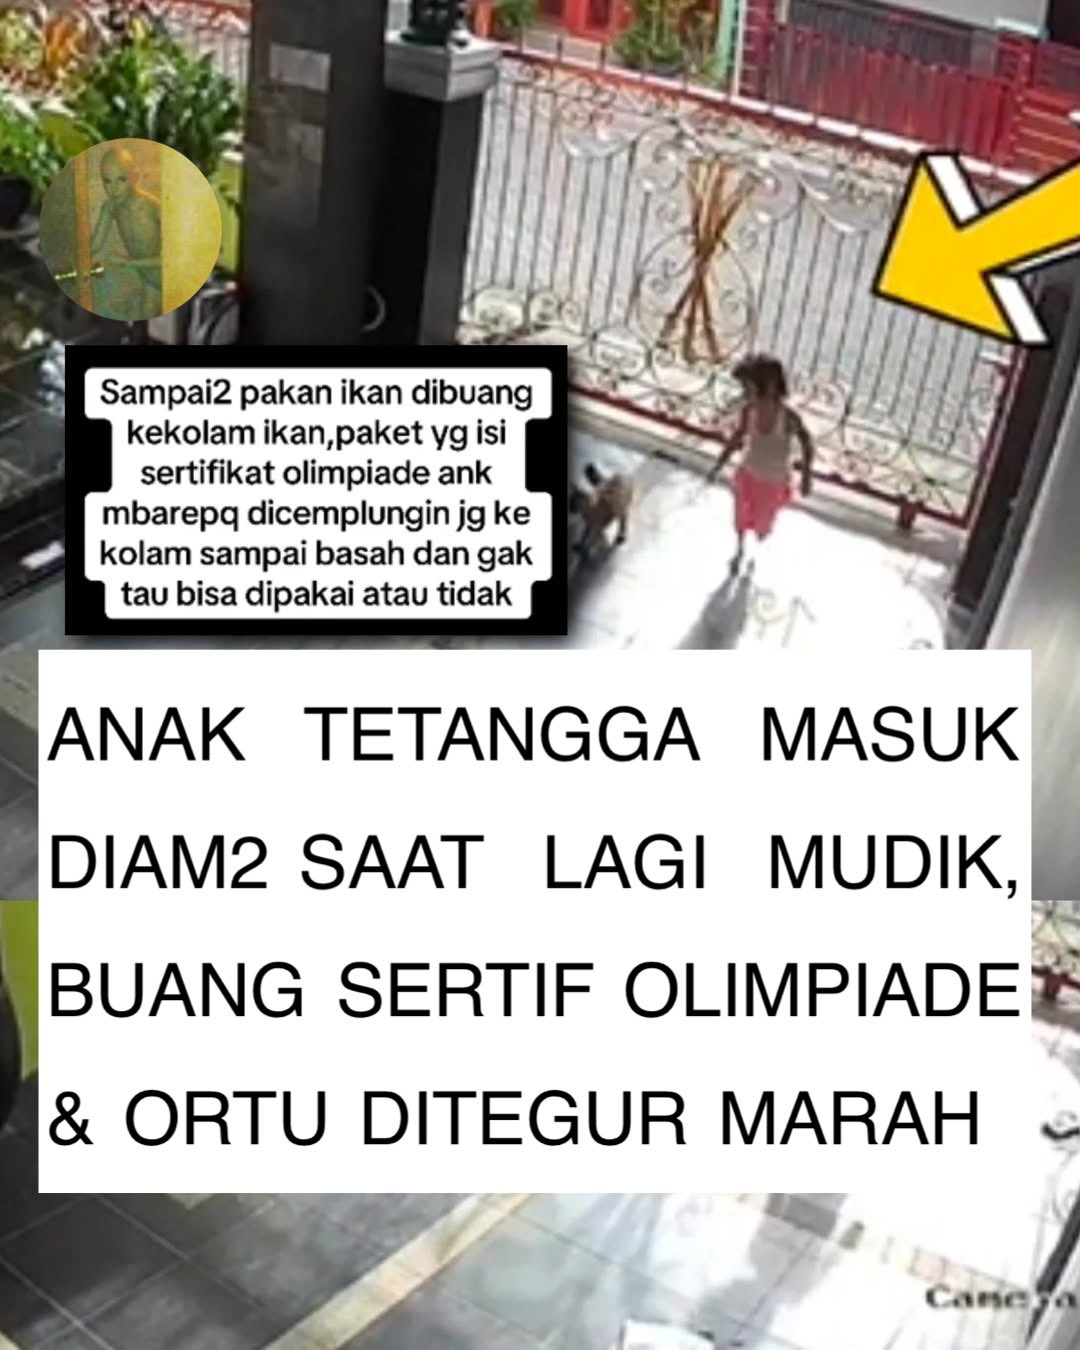 Sampai2 pakan ikan dibuang
kekolam ikan,paket yg isi
sertifikat olimpiade ank
mbarepq dicemplungin jg ke
kolam sampai basah dan gak
tau bisa dipakai atau tidak
ANAK TETANGGA MASUK
DIAM2 SAAT LAGI MUDIK,
BUANG SERTIF OLIMPIADE
& ORTU DITEGUR MARAH
Camera